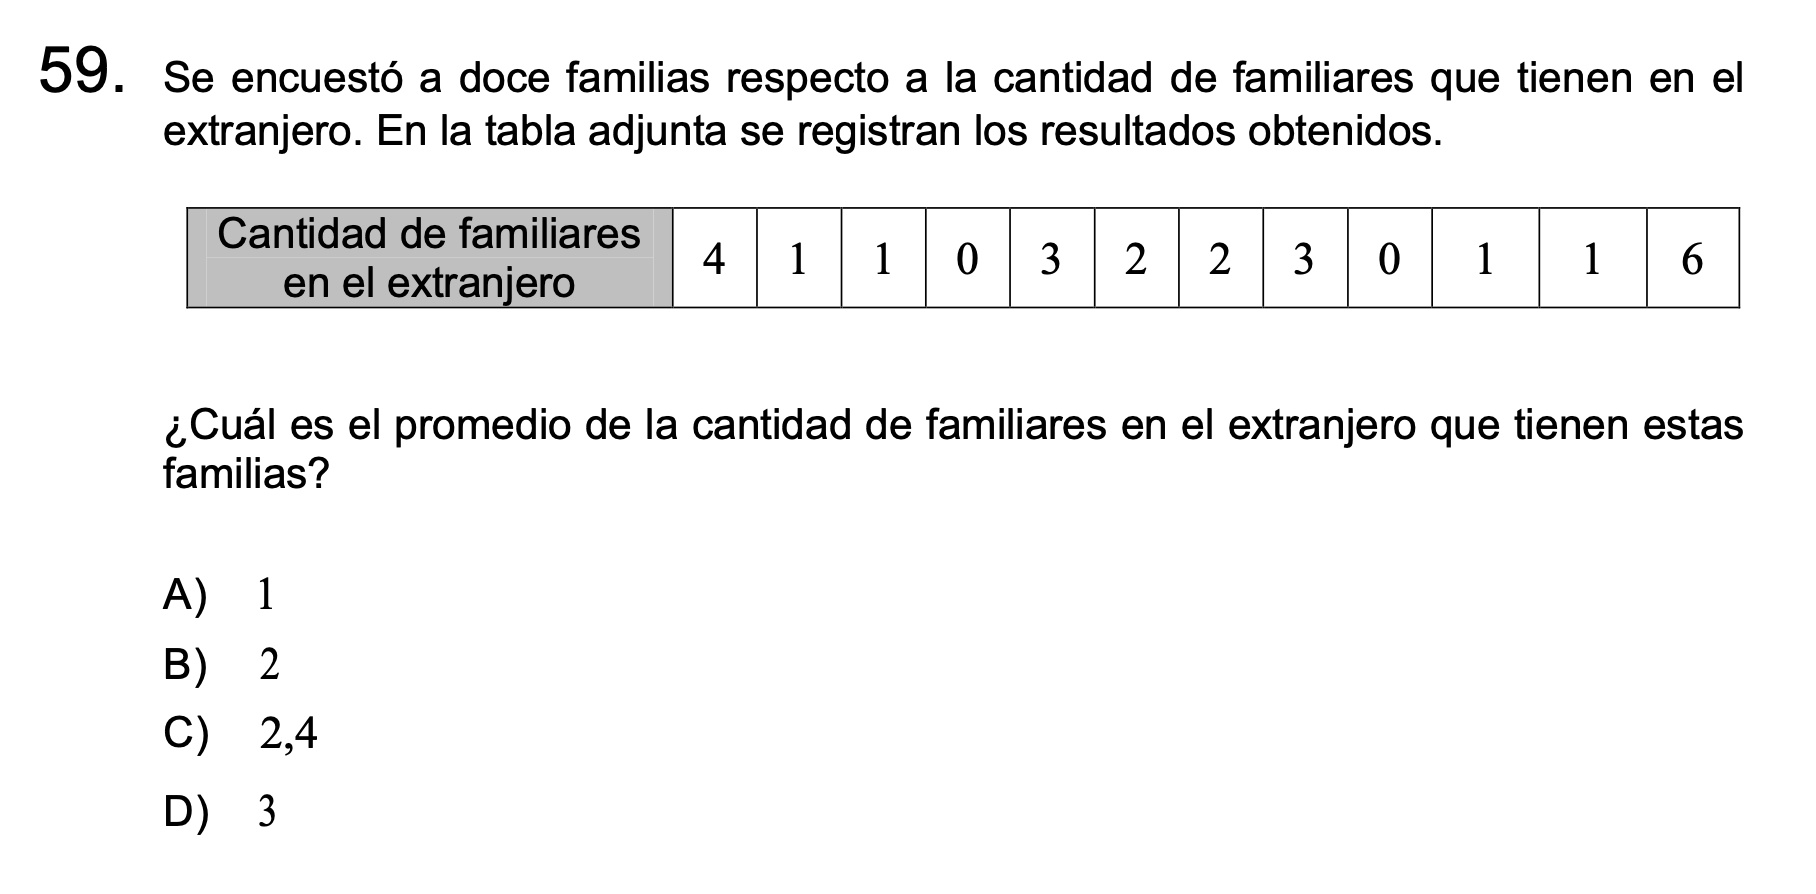 59. Se encuestó a doce familias respecto a la cantidad de familiares que tienen en el
extranjero. En la tabla adjunta se registran los resultados obtenidos.
Cantidad de familiares
en el extranjero
4 1 1 0 3 2 2 3 0 1 1 6
¿Cuál es el promedio de la cantidad de familiares en el extranjero que tienen estas
familias?
A) 1
B) 2
C) 2,4
D) 3